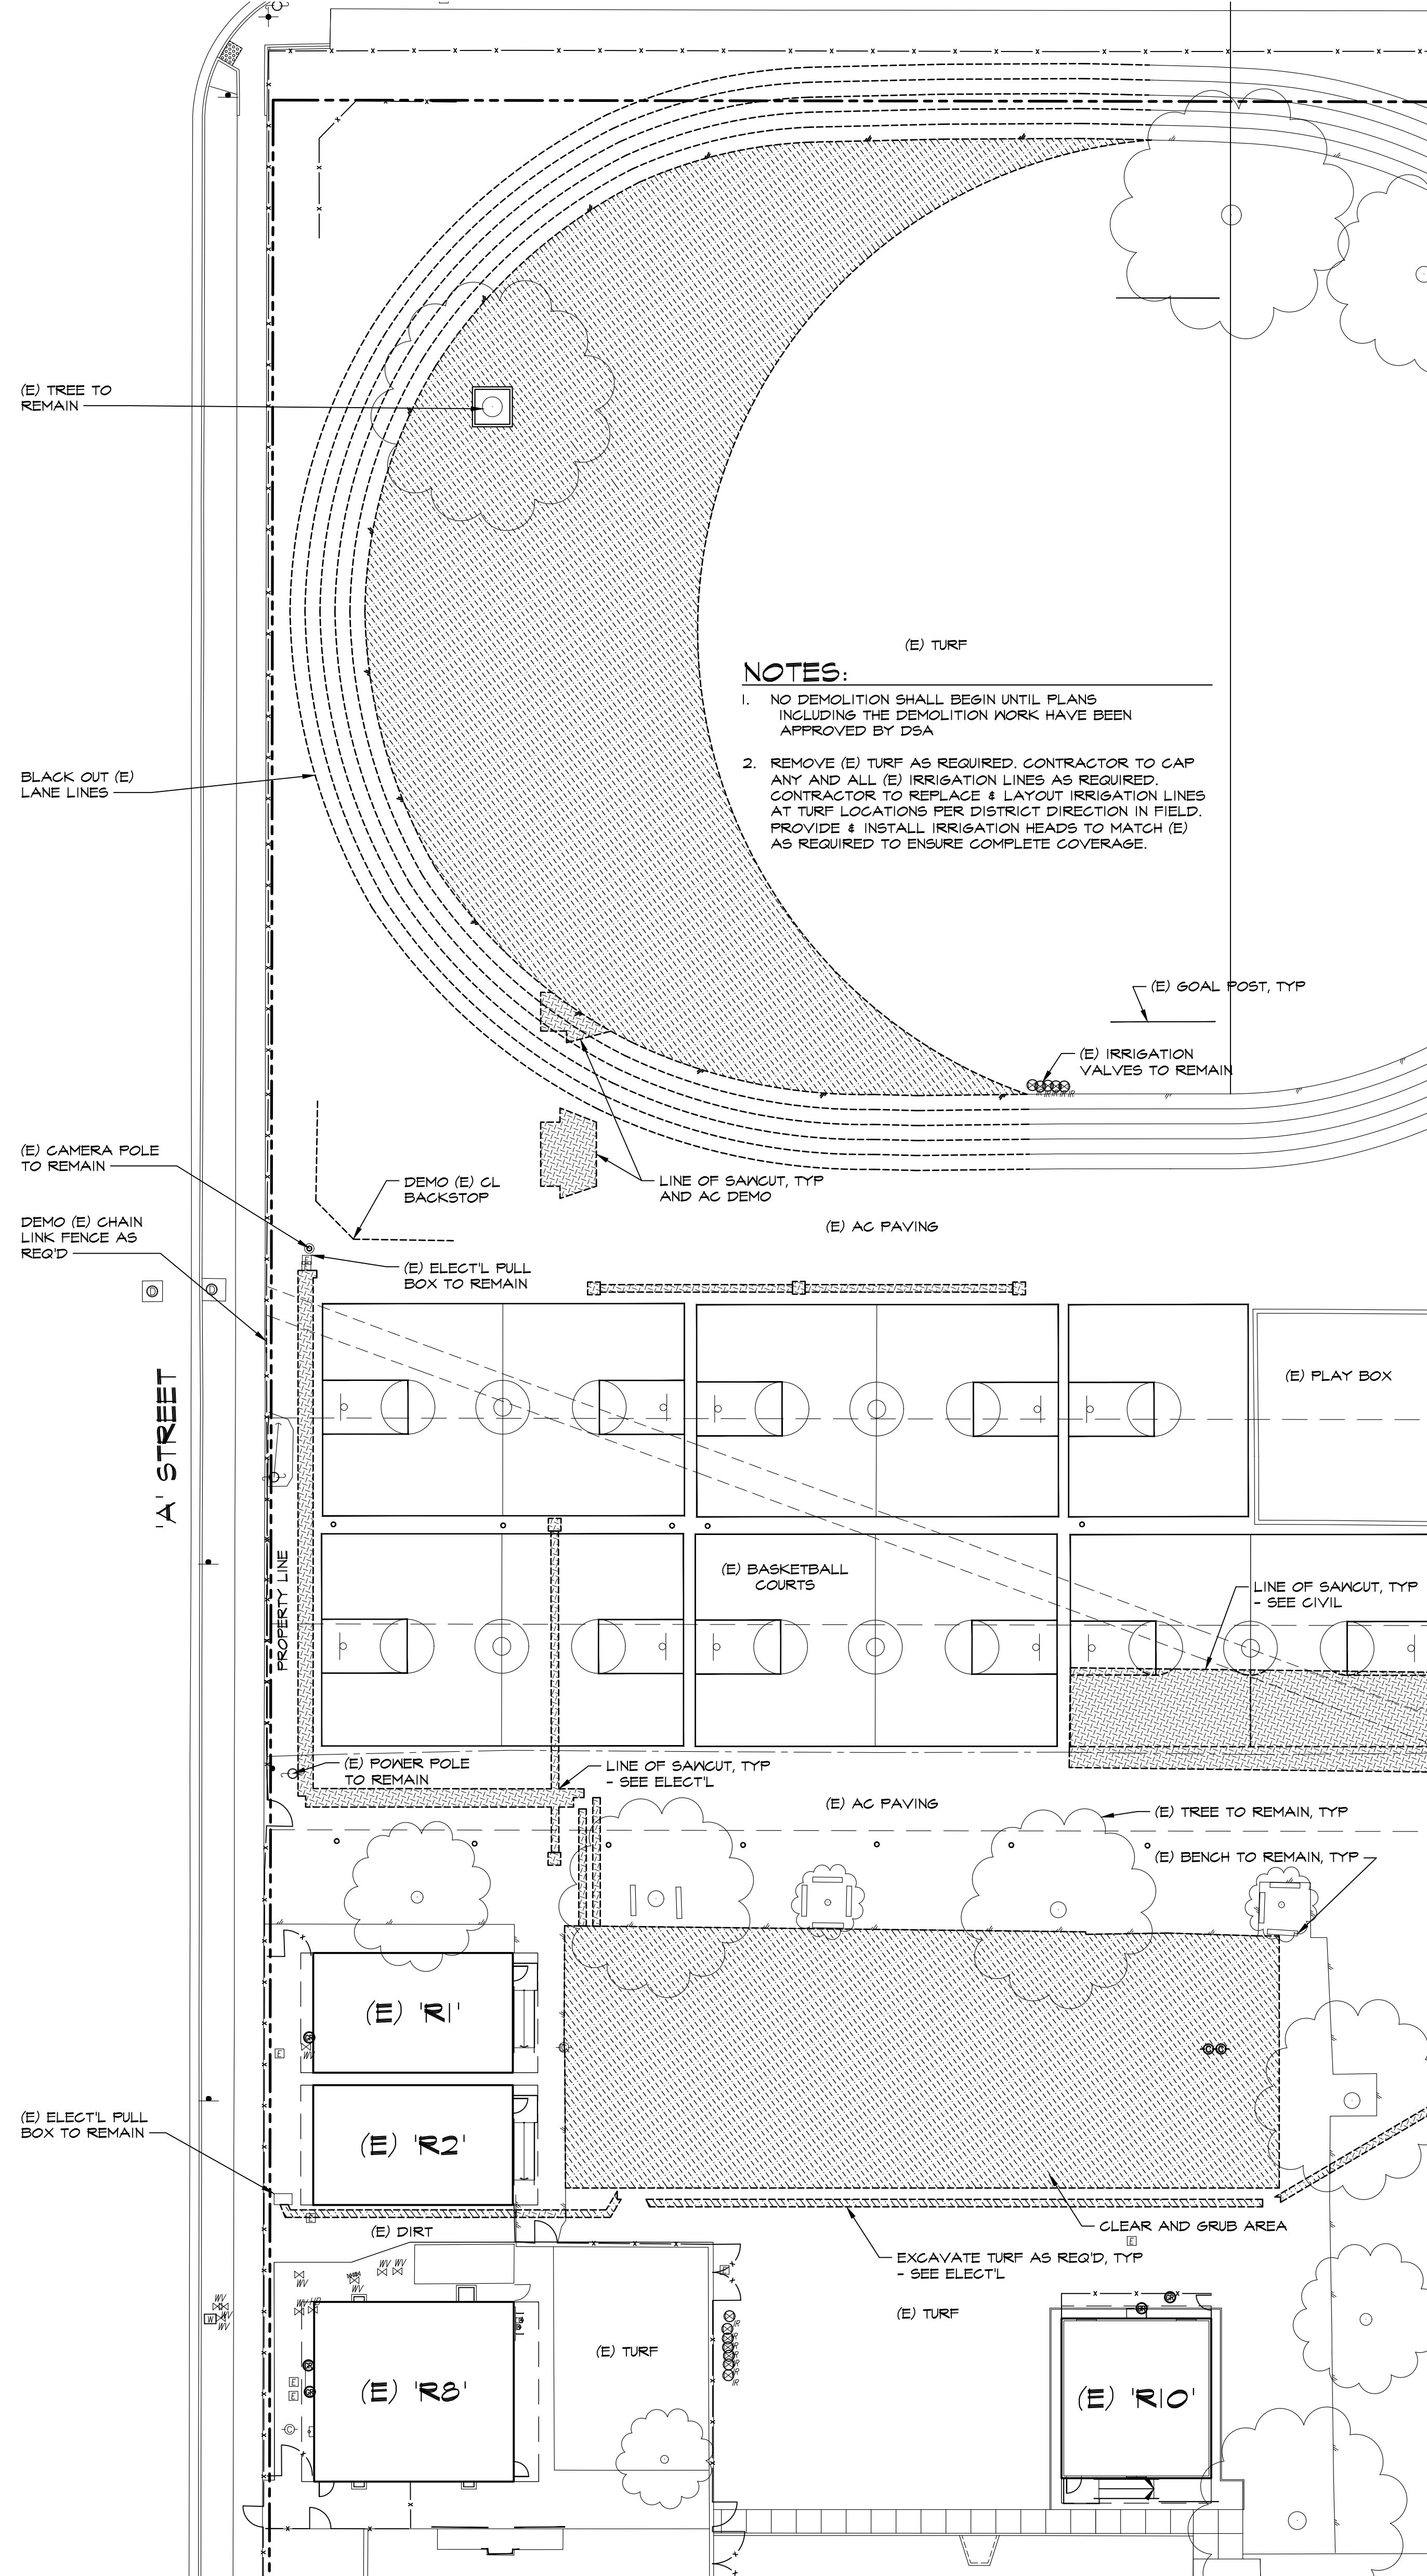 (E) TREE TO
REMAIN
(E) TURF
NOTES:
1. NO DEMOLITION SHALL BEGIN UNTIL PLANS
INCLUDING THE DEMOLITION WORK HAVE BEEN
APPROVED BY DSA
2. REMOVE (E) TURF AS REQUIRED. CONTRACTOR TO CAP
ANY AND ALL (E) IRRIGATION LINES AS REQUIRED.
CONTRACTOR TO REPLACE & LAYOUT IRRIGATION LINES
AT TURF LOCATIONS PER DISTRICT DIRECTION IN FIELD.
PROVIDE & INSTALL IRRIGATION HEADS TO MATCH (E)
AS REQUIRED TO ENSURE COMPLETE COVERAGE.
BLACK OUT (E)
LANE LINES
(E) GOAL POST, TYP
(E) IRRIGATION
VALVES TO REMAIN
(E) CAMERA POLE
TO REMAIN
DEMO (E) CL
BACKSTOP
LINE OF SAWCUT, TYP
AND AC DEMO
DEMO (E) CHAIN
LINK FENCE AS
REQ'D
(E) AC PAVING
(E) ELECT'L PULL
BOX TO REMAIN
(E) PLAY BOX
'A' STREET
PROPERTY LINE
(E) BASKETBALL
COURTS
LINE OF SAWCUT, TYP
- SEE CIVIL
(E) POWER POLE
TO REMAIN
LINE OF SAWCUT, TYP
- SEE ELECT'L
(E) AC PAVING
(E) TREE TO REMAIN, TYP
(E) BENCH TO REMAIN, TYP
(E) 'R1'
WV
E
(E) ELECT'L PULL
BOX TO REMAIN
(E) 'R2'
(E) DIRT
CLEAR AND GRUB AREA
E
EXCAVATE TURF AS REQ'D, TYP
- SEE ELECT'L
WV WV
WV
WV
(E) TURF
(E) TURF
(E) 'R8'
(E) 'R10'
E
E